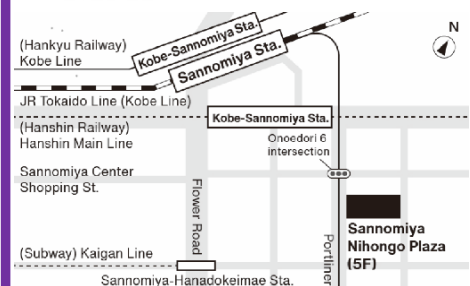 N
(Hankyu Railway)
Kobe Line
Kobe-Sannomiya Sta.
Sannomiya Sta.
JR Tokaido Line (Kobe Line)
Kobe-Sannomiya Sta.
(Hanshin Railway)
Hanshin Main Line
Onoedori 6
intersection
Sannomiya Center
Shopping St.
Flower Road
Portliner
Sannomiya
Nihongo Plaza
(5F)
(Subway) Kaigan Line
Sannomiya-Hanadokeimae Sta.